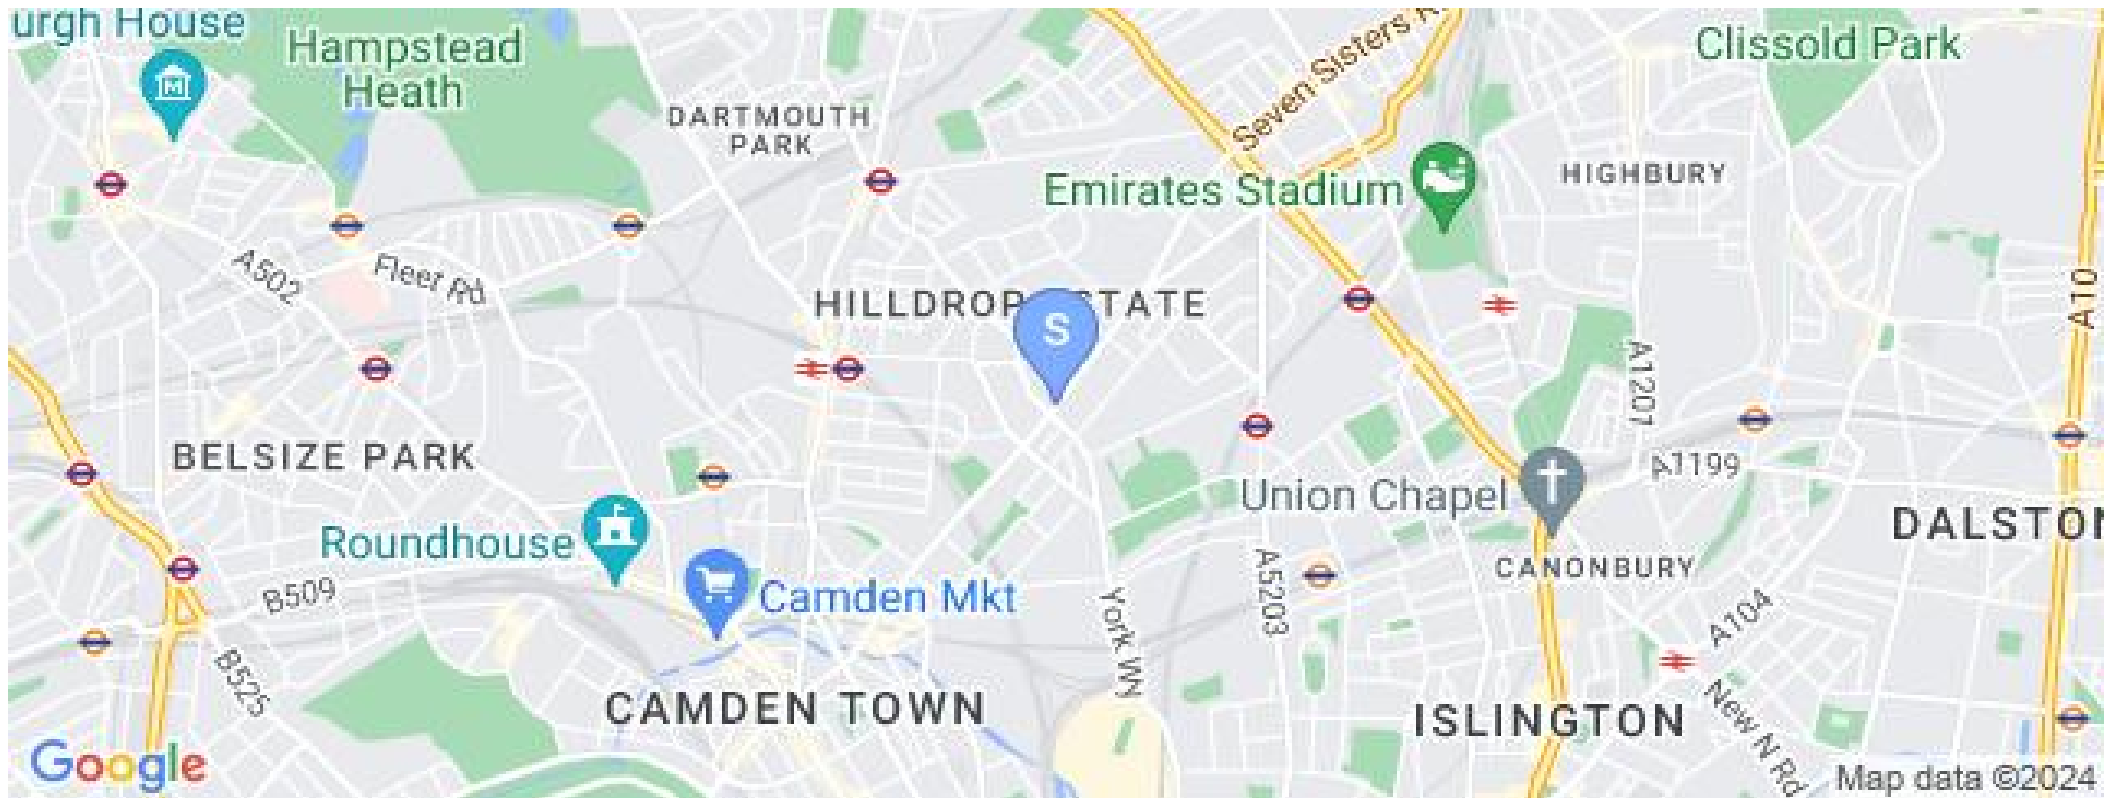 urgh House
Hampstead
Heath
Clissold Park
Seven Sisters R
DARTMOUTH
PARK
Emirates Stadium
HIGHBURY
A502
Fleet Rd
HILLDROP STATE
S
A10
A1207
BELSIZE PARK
A1199
Union Chapel
Roundhouse
DALSTON
CANONBURY
B509
Camden Mkt
A5203
York Wy
A104
B525
CAMDEN TOWN
ISLINGTON
New N Rd
Google
Map data ©2024